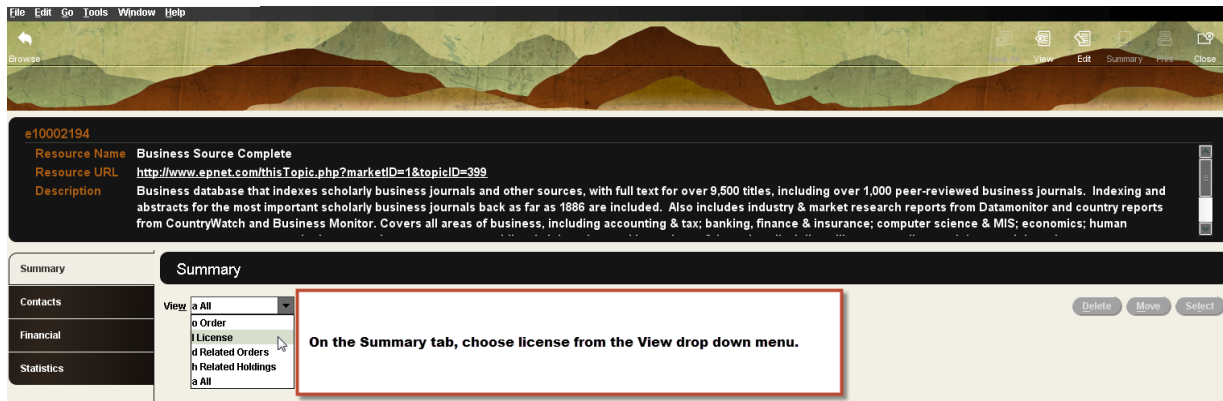 File Edit Go Tools Window Help
Browse
View Edit Summary Print Close
e10002194
Resource Name Business Source Complete
Resource URL http://www.epnet.com/thisTopic.php?marketID=1&topicID=399
Description Business database that indexes scholarly business journals and other sources, with full text for over 9,500 titles, including over 1,000 peer-reviewed business journals. Indexing and
abstracts for the most important scholarly business journals back as far as 1886 are included. Also includes industry & market research reports from Datamonitor and country reports
from CountryWatch and Business Monitor. Covers all areas of business, including accounting & tax; banking, finance & insurance; computer science & MIS; economics; human
Summary
Summary
Contacts
View a All
Delete Move Select
o Order
Financial
l License
On the Summary tab, choose license from the View drop down menu.
d Related Orders
h Related Holdings
Statistics
a All